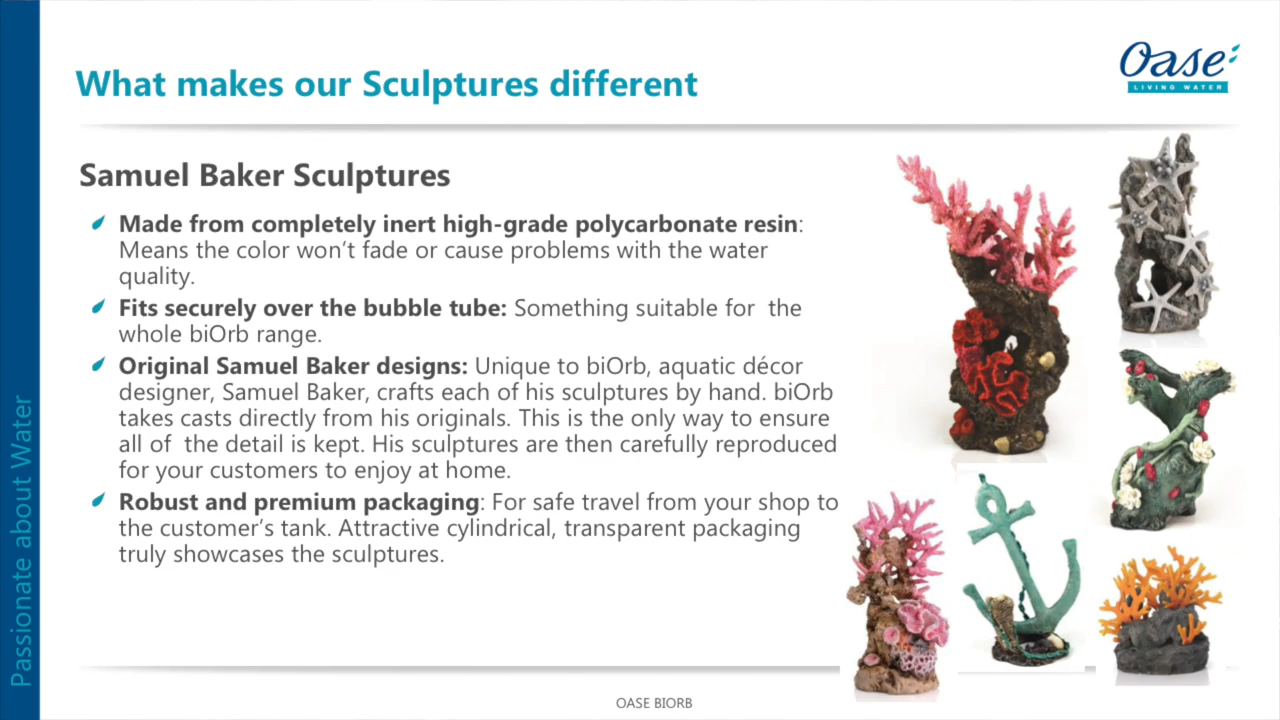 What makes our Sculptures different
Oase
LIVING WATER
Samuel Baker Sculptures
Made from completely inert high-grade polycarbonate resin:
Means the color won't fade or cause problems with the water
quality.
Fits securely over the bubble tube: Something suitable for  the
whole biOrb range.
Original Samuel Baker designs: Unique to biOrb, aquatic décor
designer, Samuel Baker, crafts each of his sculptures by hand. biOrb
takes casts directly from his originals. This is the only way to ensure
all of  the detail is kept. His sculptures are then carefully reproduced
for your customers to enjoy at home.
Robust and premium packaging: For safe travel from your shop to
the customer's tank. Attractive cylindrical, transparent packaging
truly showcases the sculptures.
Passionate about Water
OASE BIORB